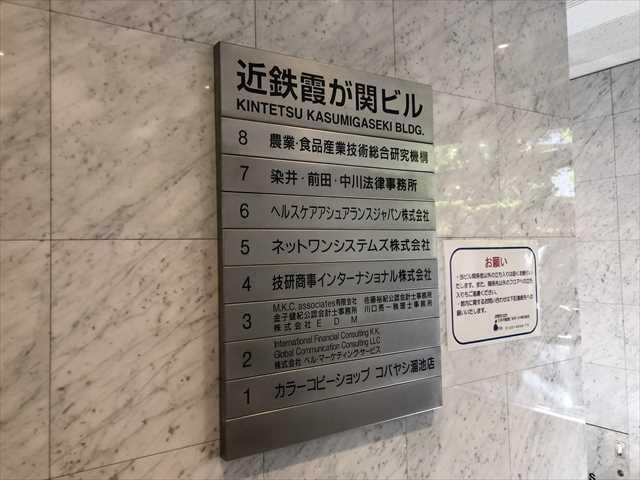 近鉄霞が関ビル
KINTETSU KASUMIGASEKI BLDG.
8 農業・食品産業技術総合研究機構
7 染井・前田・中川法律事務所
6 ヘルスケアアシュアランスジャパン株式会社
5 ネットワンシステムズ株式会社
4 技研商事インターナショナル株式会社
3
M.K.C. associates有限会社 佐藤裕紀公認会計士事務所
金子健紀公認会計士事務所 川口秀一税理士事務所
株式会社 E D M
2
International Financial Consulting K.K.
Global Communication Consulting LLC
株式会社 ベル・マーケティング・サービス
1 カラーコピーショップ コバヤシ溜池店
お願い